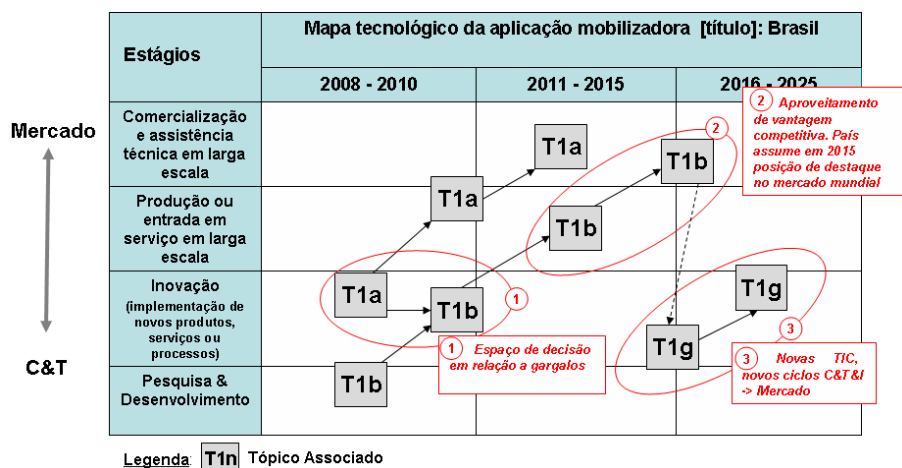 Mapa tecnológico da aplicação mobilizadora [título]: Brasil
Estágios
2008 - 2010
2011 - 2015
2016 - 2025
Mercado
C&T
Comercialização
e assistência
técnica em larga
escala
Produção ou
entrada em
serviço em larga
escala
Inovação
(implementação de
novos produtos,
serviços ou
processos)
Pesquisa &
Desenvolvimento
T1a
T1b
T1a
T1b
T1a
T1b
T1b
T1g
T1g
1
2
3
1 Espaço de decisão
em relação a gargalos
2 Aproveitamento
de vantagem
competitiva. País
assume em 2015
posição de destaque
no mercado mundial
3 Novas TIC,
novos ciclos C&T&I
-> Mercado
Legenda: T1n Tópico Associado